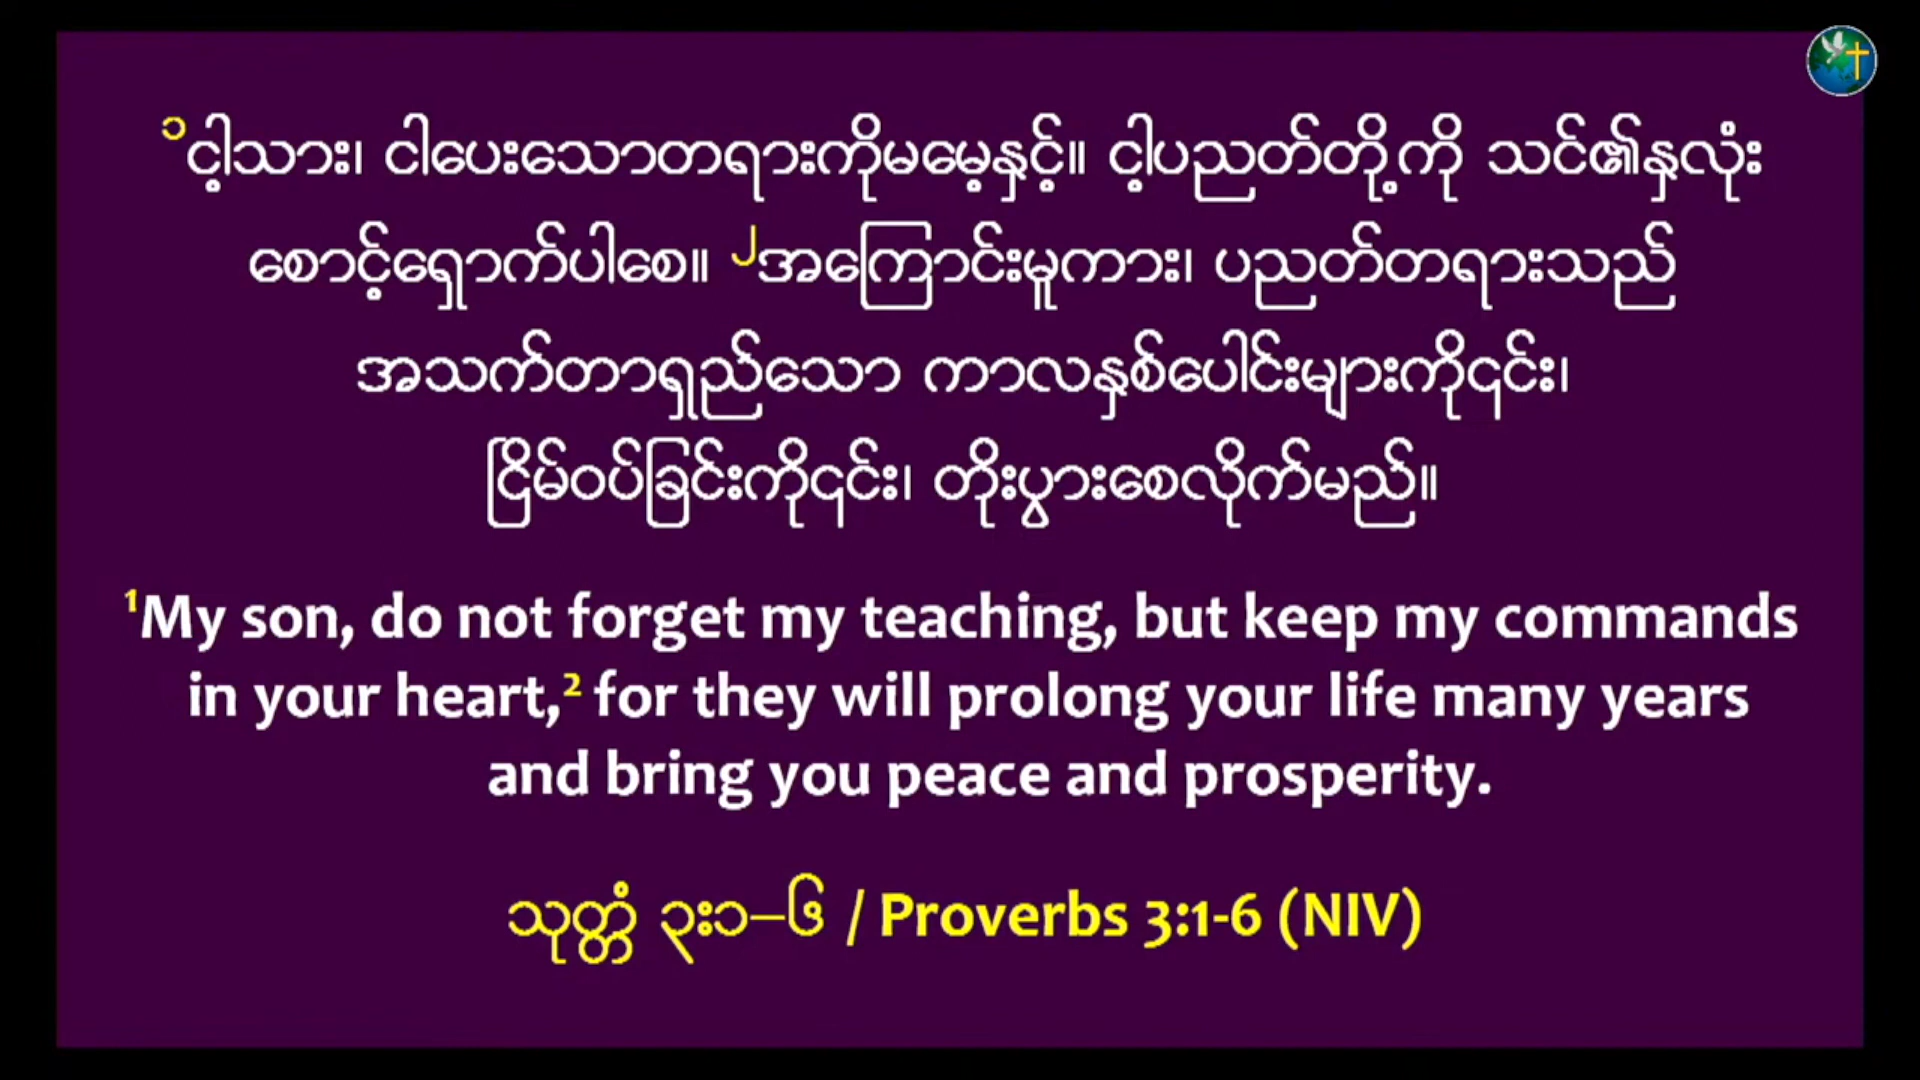 ၁ငါ့သား၊ ငါပေးသောတရားကိုမမေ့နှင့်။ ငါ့ပညတ်တို့ကို သင်၏နှလုံး
စောင့်ရှောက်ပါစေ။ ၂အကြောင်းမူကား၊ ပညတ်တရားသည်
အသက်တာရှည်သော ကာလနှစ်ပေါင်းများကို၎င်း၊
ငြိမ်ဝပ်ခြင်းကို၎င်း၊ တိုးပွားစေလိုက်မည်။
¹My son, do not forget my teaching, but keep my commands
in your heart,² for they will prolong your life many years
and bring you peace and prosperity.
သုတ္တံ ၃း၁–၆ / Proverbs 3:1-6 (NIV)